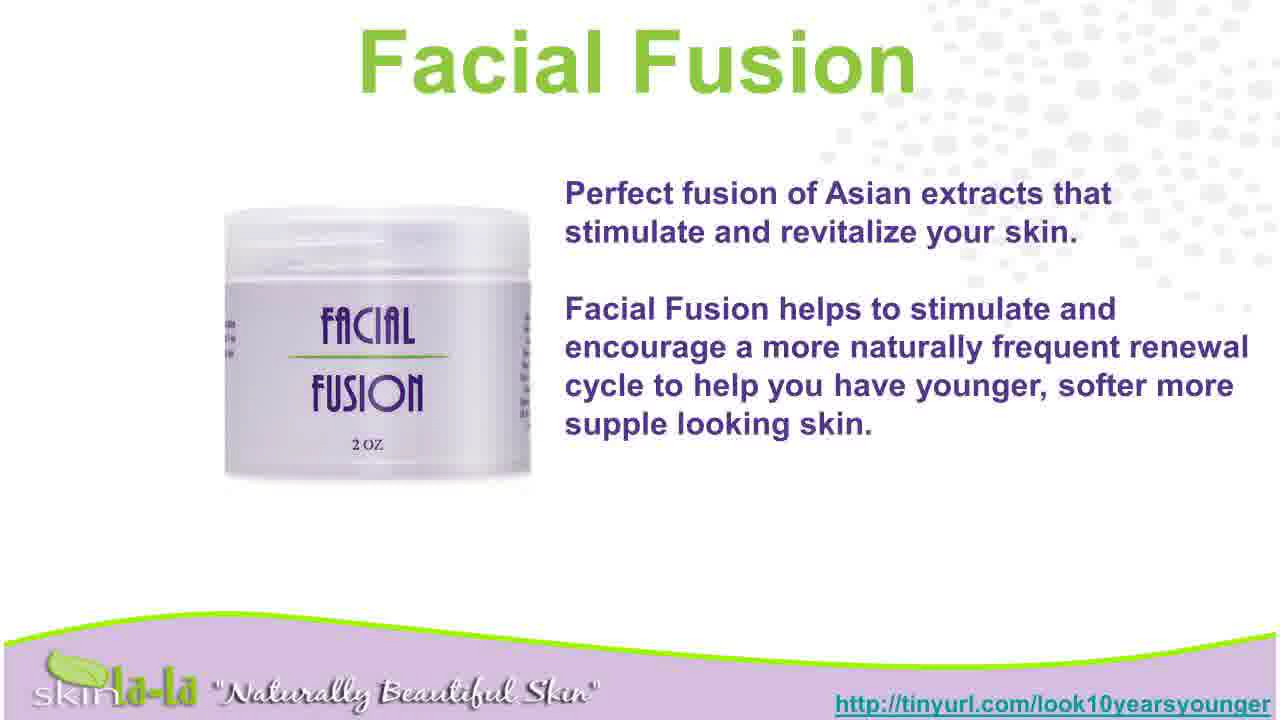 Facial Fusion
Perfect fusion of Asian extracts that
stimulate and revitalize your skin.
Facial Fusion helps to stimulate and
encourage a more naturally frequent renewal
cycle to help you have younger, softer more
supple looking skin.
FACIAL
FUSION
2 OZ
skin la-la "Naturally Beautiful Skin"
http://tinyurl.com/look10yearsyounger